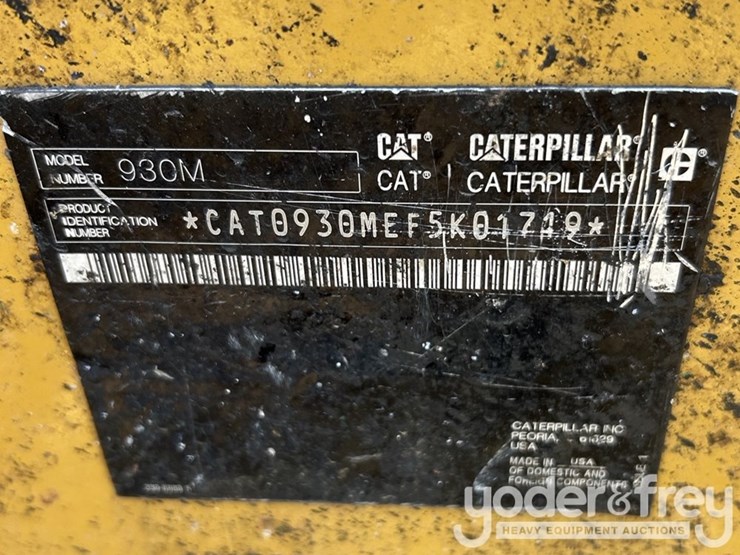 CAT® CATERPILLAR®
CAT® CATERPILLAR®
MODEL
NUMBER 930M
PRODUCT
IDENTIFICATION
NUMBER
*CAT0930MEF5K01749*
CATERPILLAR INC
PEORIA,
USA
MADE IN USA
OF DOMESTIC AND
FOREIGN COMPONENTS
yoder&frey
HEAVY EQUIPMENT AUCTIONS